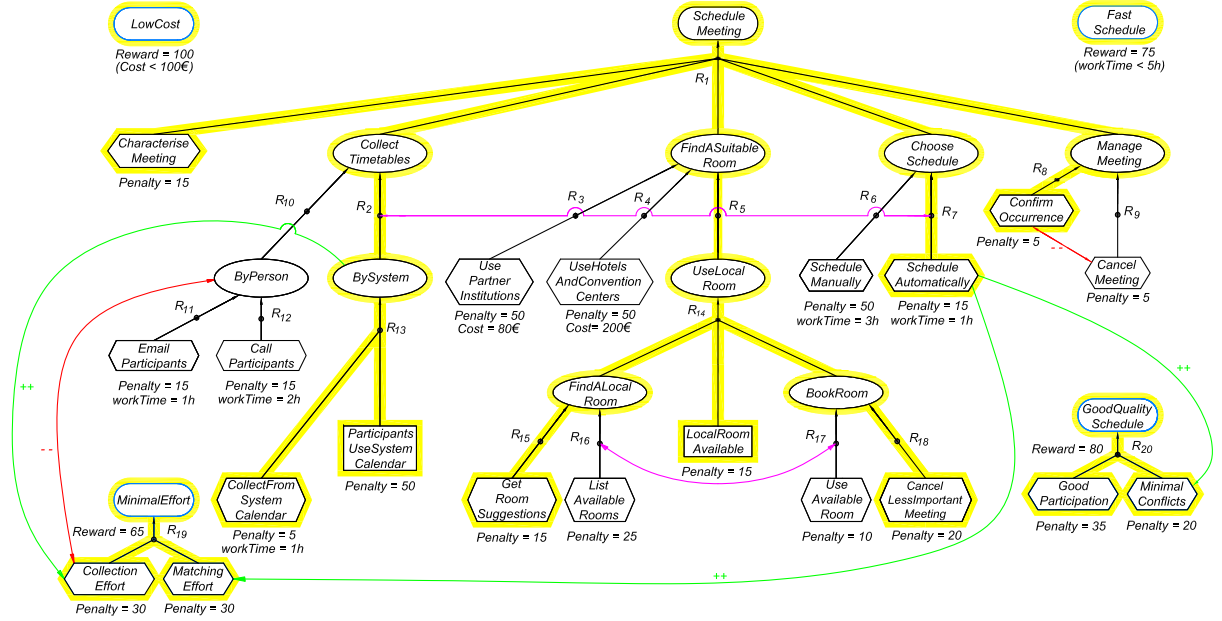 LowCost
Reward = 100
(Cost < 100€)
Schedule
Meeting
Fast
Schedule
Reward = 75
(workTime < 5h)
R1
Characterise
Meeting
Penalty = 15
Collect
Timetables
FindASuitable
Room
Choose
Schedule
Manage
Meeting
R10
R2
R3
R4
R5
R6
R7
R8
R9
Confirm
Occurrence
Penalty = 5
--
ByPerson
BySystem
Use
Partner
Institutions
Penalty = 50
Cost = 80€
UseHotels
AndConvention
Centers
Penalty = 50
Cost= 200€
UseLocal
Room
Schedule
Manually
Penalty = 50
workTime = 3h
Schedule
Automatically
Penalty = 15
workTime = 1h
Cancel
Meeting
Penalty = 5
R11
R12
R13
R14
Email
Participants
Penalty = 15
workTime = 1h
Call
Participants
Penalty = 15
workTime = 2h
++
++
FindALocal
Room
BookRoom
R15
R16
R17
R18
Participants
UseSystem
Calendar
Penalty = 50
LocalRoom
Available
Penalty = 15
GoodQuality
Schedule
Reward = 80
R20
--
CollectFrom
System
Calendar
Penalty = 5
workTime = 1h
Get
Room
Suggestions
Penalty = 15
List
Available
Rooms
Penalty = 25
Use
Available
Room
Penalty = 10
Cancel
LessImportant
Meeting
Penalty = 20
Good
Participation
Penalty = 35
Minimal
Conflicts
Penalty = 20
MinimalEffort
Reward = 65
R19
Collection
Effort
Penalty = 30
Matching
Effort
Penalty = 30
++